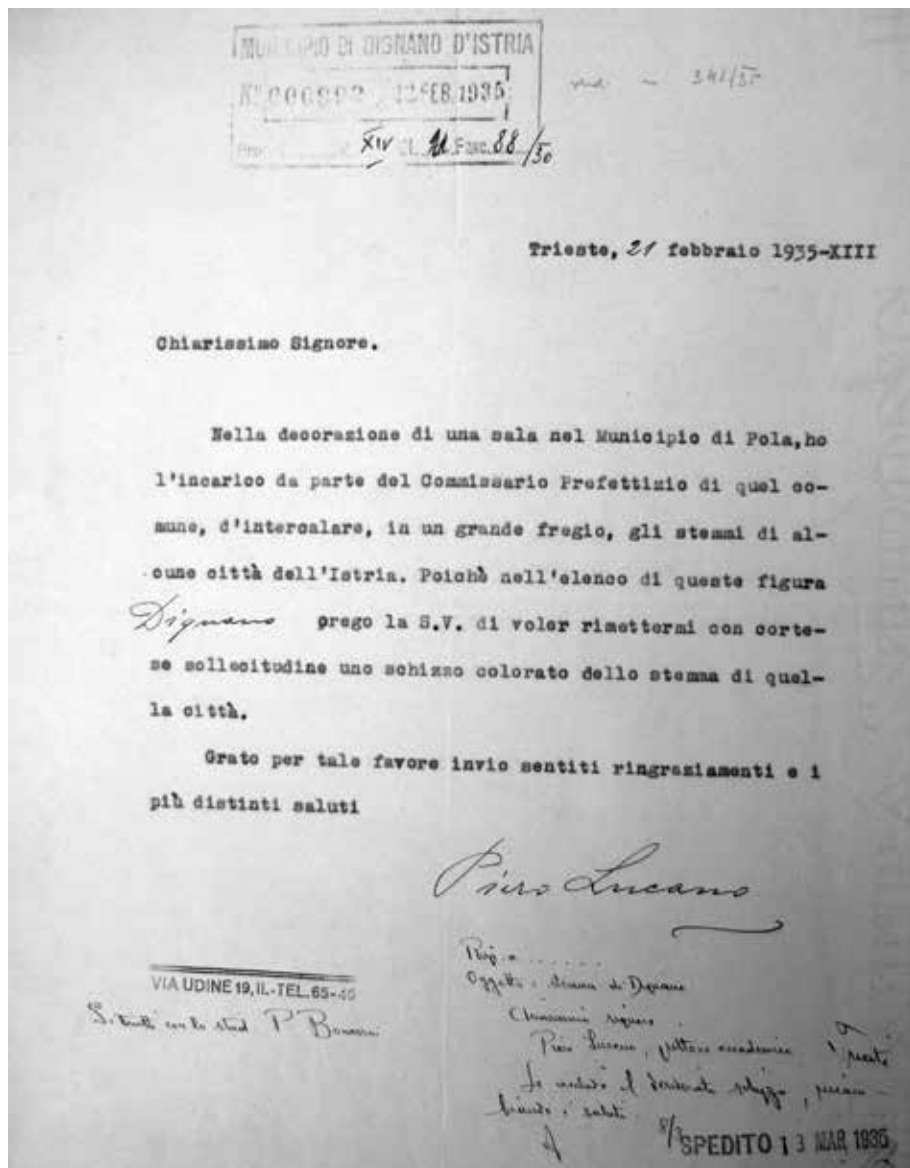 MUNICIPIO DI DIGNANO D'ISTRIA
12 FEB. 1935
XIV Cl. Fasc. 88/50
Trieste, 21 febbraio 1935-XIII
Chiarissimo Signore.
Nella decorazione di una sala nel Municipio di Pola,ho
l'incarico da parte del Commissario Prefettizio di quel co-
mune, d'intercalare, in un grande fregio, gli stemmi di al-
cune città dell'Istria. Poichè nell'elenco di queste figura
Dignano prego la S.V. di voler rimettermi con corte-
se sollecitudine uno schizzo colorato dello stemma di quel-
la città.
Grato per tale favore invio sentiti ringraziamenti e i
più distinti saluti
Piero Lucano
VIA UDINE 19, II.-TEL. 65-
Oggetto: stemma di Dignano
Piero Lucano, pittore accademico Trieste
saluti
SPEDITO 13 MAR 1935